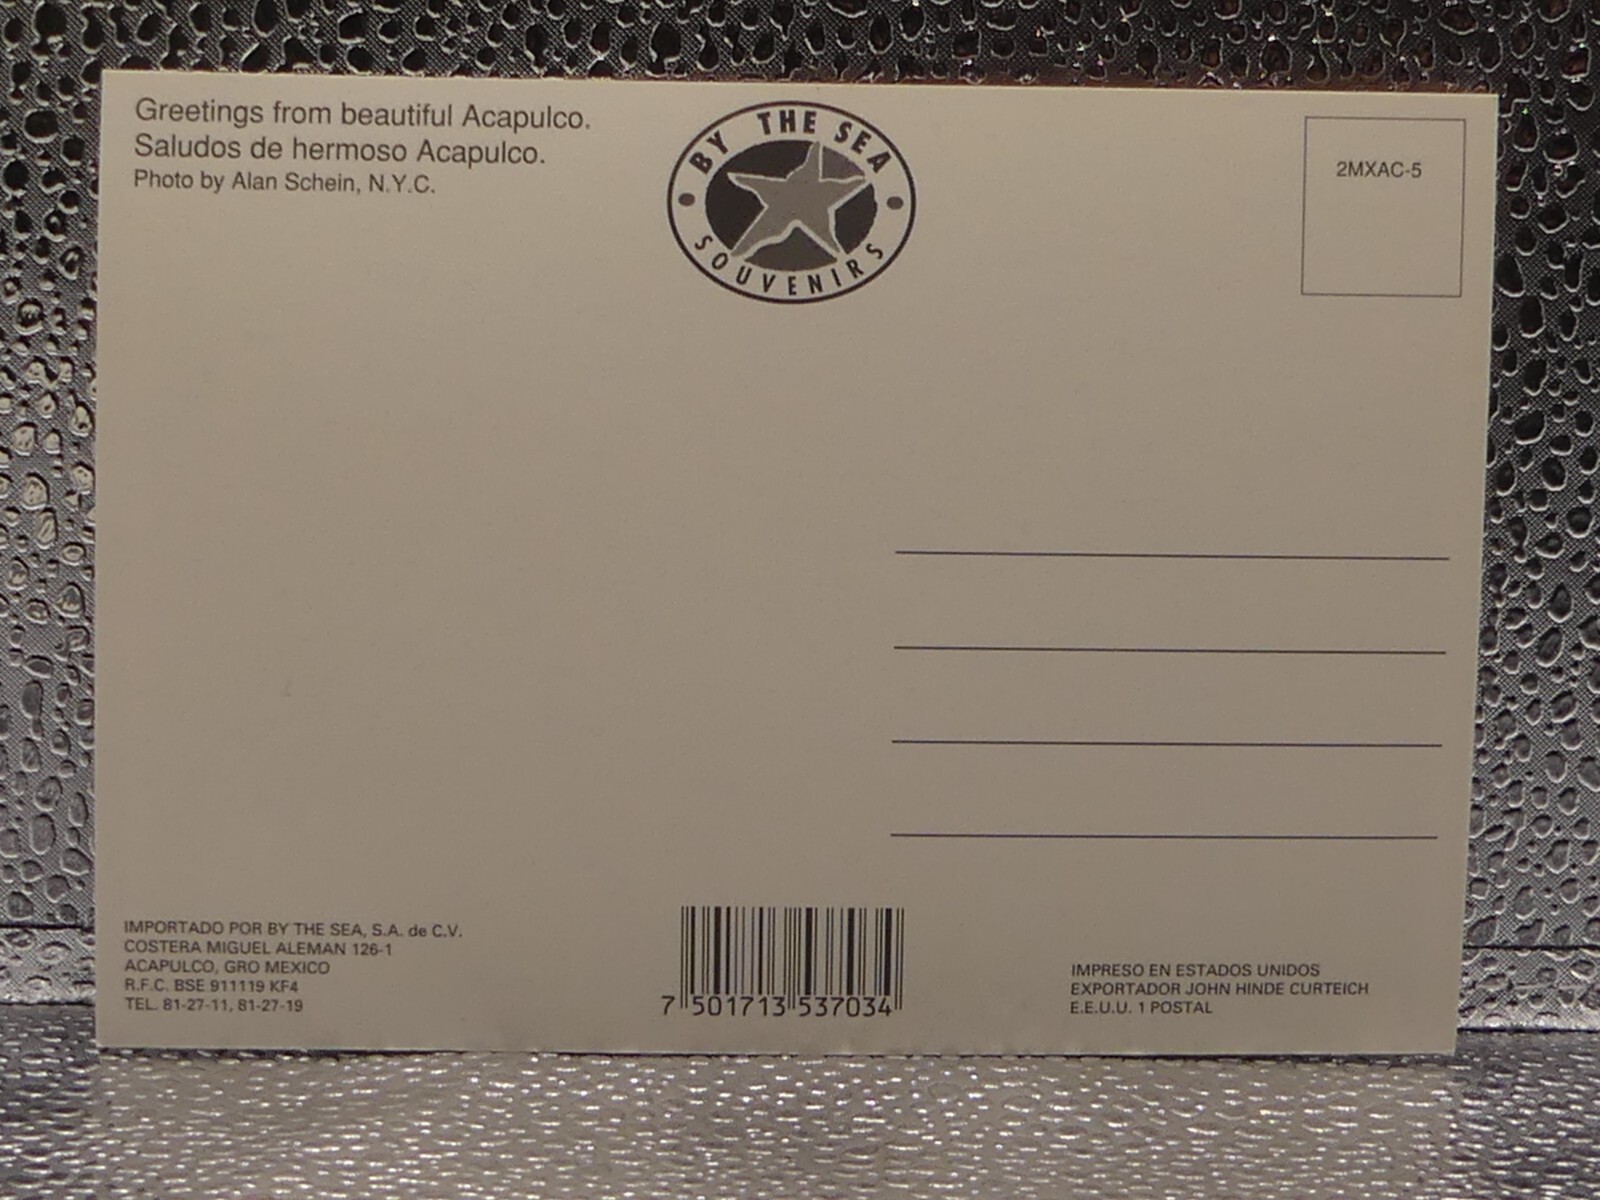 Greetings from beautiful Acapulco.
Saludos de hermoso Acapulco.
Photo by Alan Schein, N.Y.C.
BY THE SEA
SOUVENIRS
2MXAC-5
IMPORTADO POR BY THE SEA, S.A. de C.V.
COSTERA MIGUEL ALEMAN 126-1
ACAPULCO, GRO MEXICO
R.F.C. BSE 911119 KF4
TEL. 81-27-11, 81-27-19
7 501713 537034
IMPRESO EN ESTADOS UNIDOS
EXPORTADOR JOHN HINDE CURTEICH
E.E.U.U. 1 POSTAL